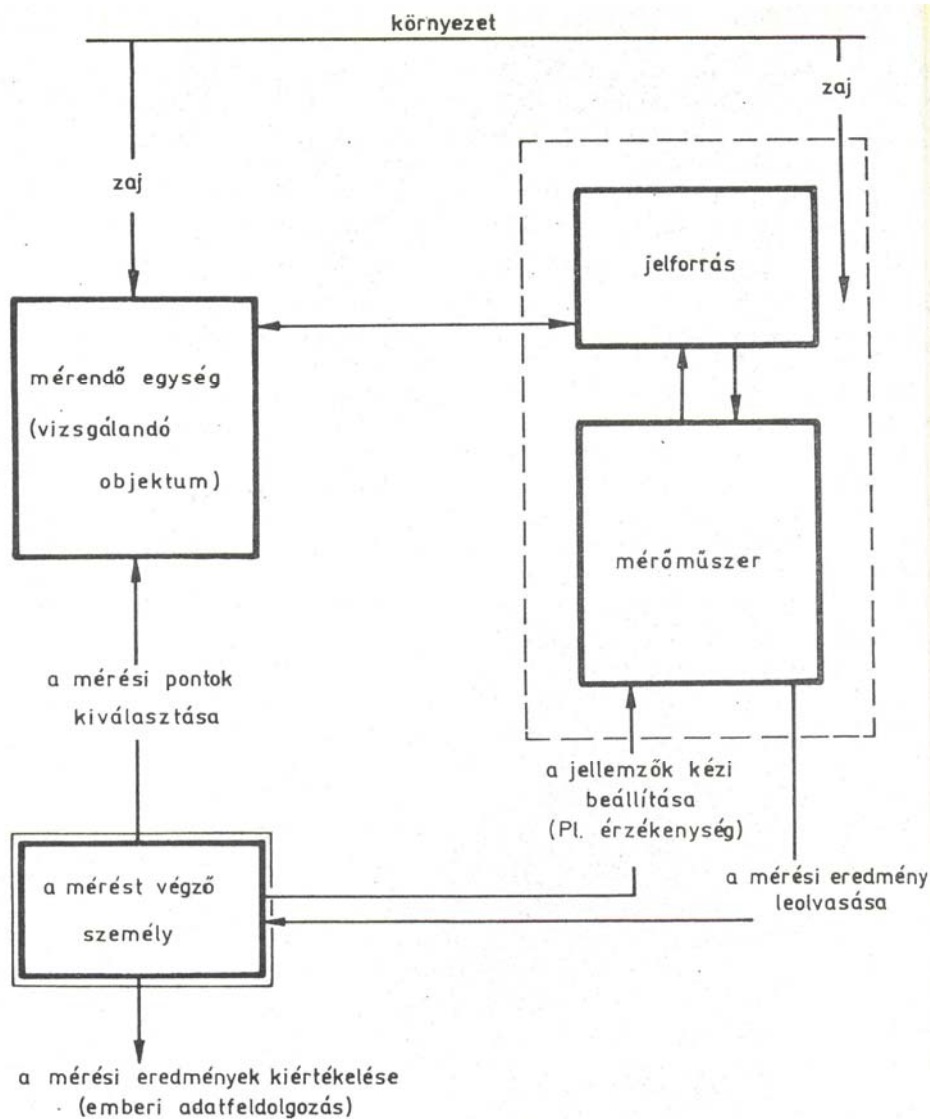 környezet
zaj
zaj
jelforrás
mérendő egység
(vizsgálandó
objektum)
mérőműszer
a mérési pontok
kiválasztása
a jellemzők kézi
beállítása
(Pl. érzékenység)
a mérést végző
személy
a mérési eredmény
leolvasása
a mérési eredmények kiértékelése
(emberi adatfeldolgozás)